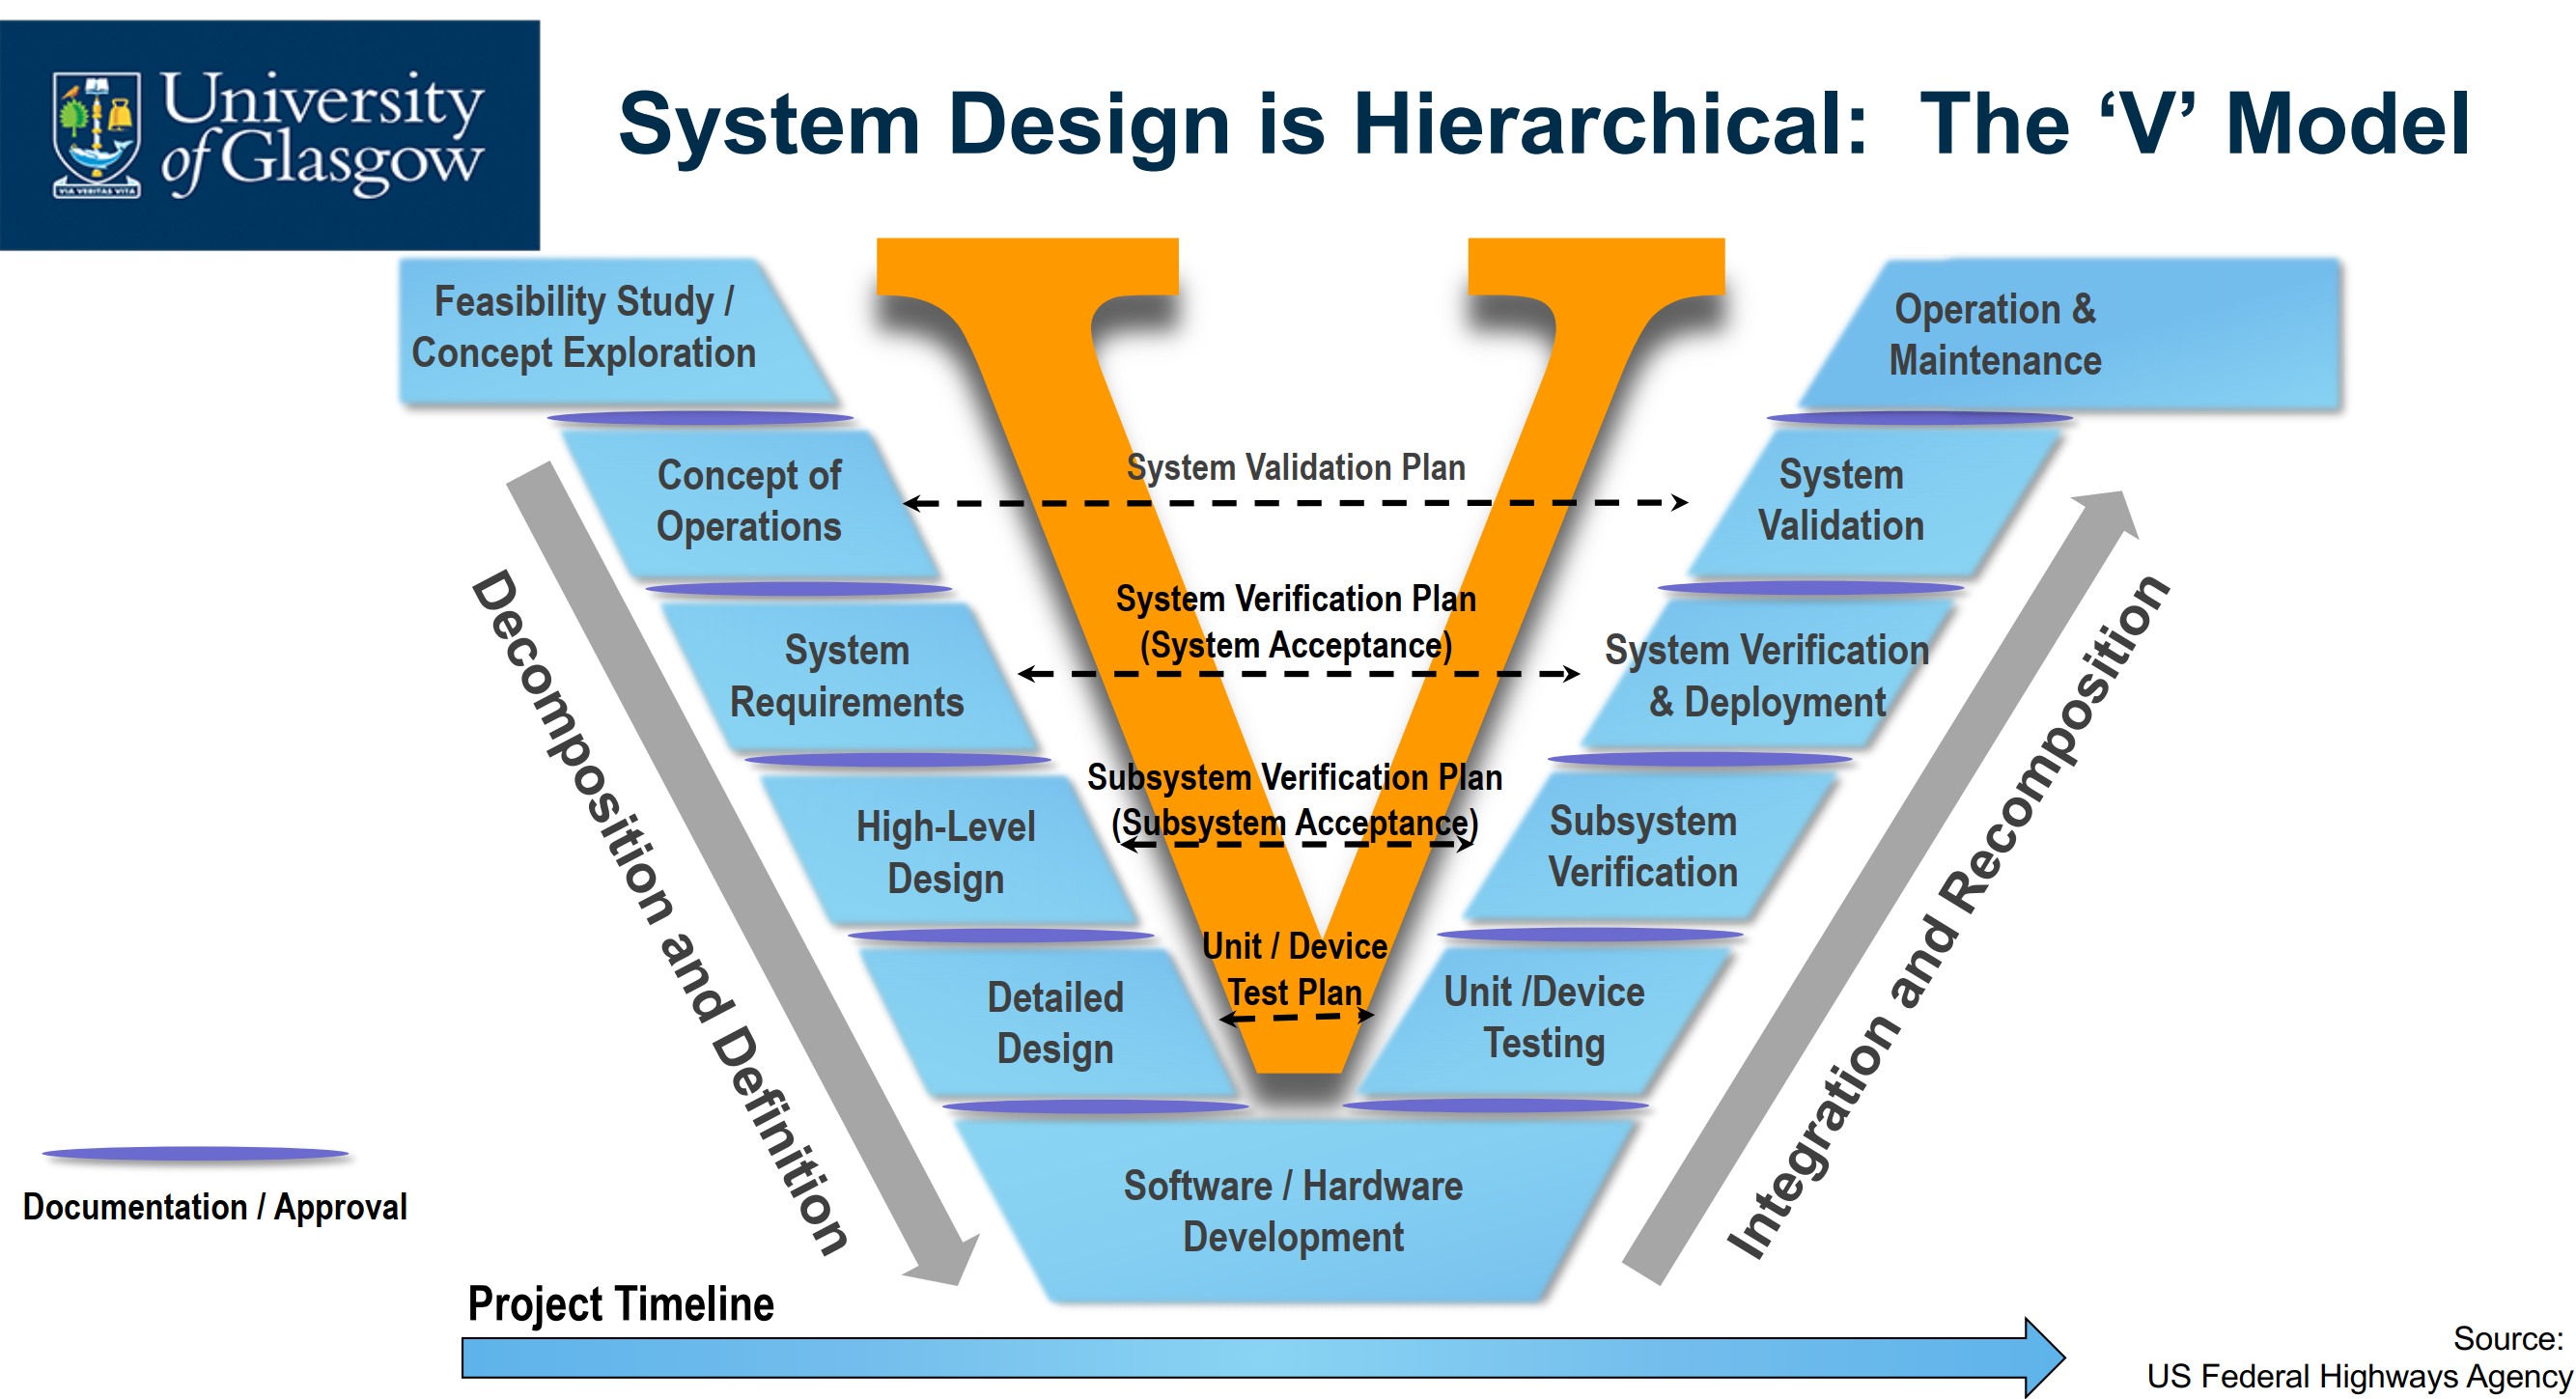 University
of Glasgow
VIA VERITAS VITA
System Design is Hierarchical:  The ‘V’ Model
V
Feasibility Study /
Concept Exploration
Concept of
Operations
System
Requirements
High-Level
Design
Detailed
Design
Software / Hardware
Development
Unit /Device
Testing
Subsystem
Verification
System Verification
& Deployment
System
Validation
Operation &
Maintenance
System Validation Plan
System Verification Plan
(System Acceptance)
Subsystem Verification Plan
(Subsystem Acceptance)
Unit / Device
Test Plan
Decomposition and Definition
Integration and Recomposition
Documentation / Approval
Project Timeline
Source:
US Federal Highways Agency